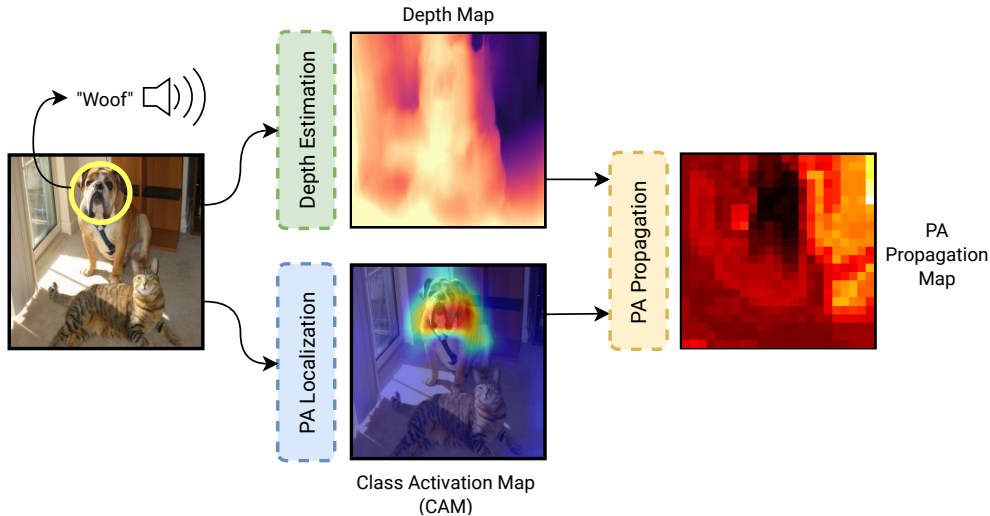 Depth Map
"Woof"
Depth Estimation
PA Localization
Class Activation Map
(CAM)
PA Propagation
PA
Propagation
Map